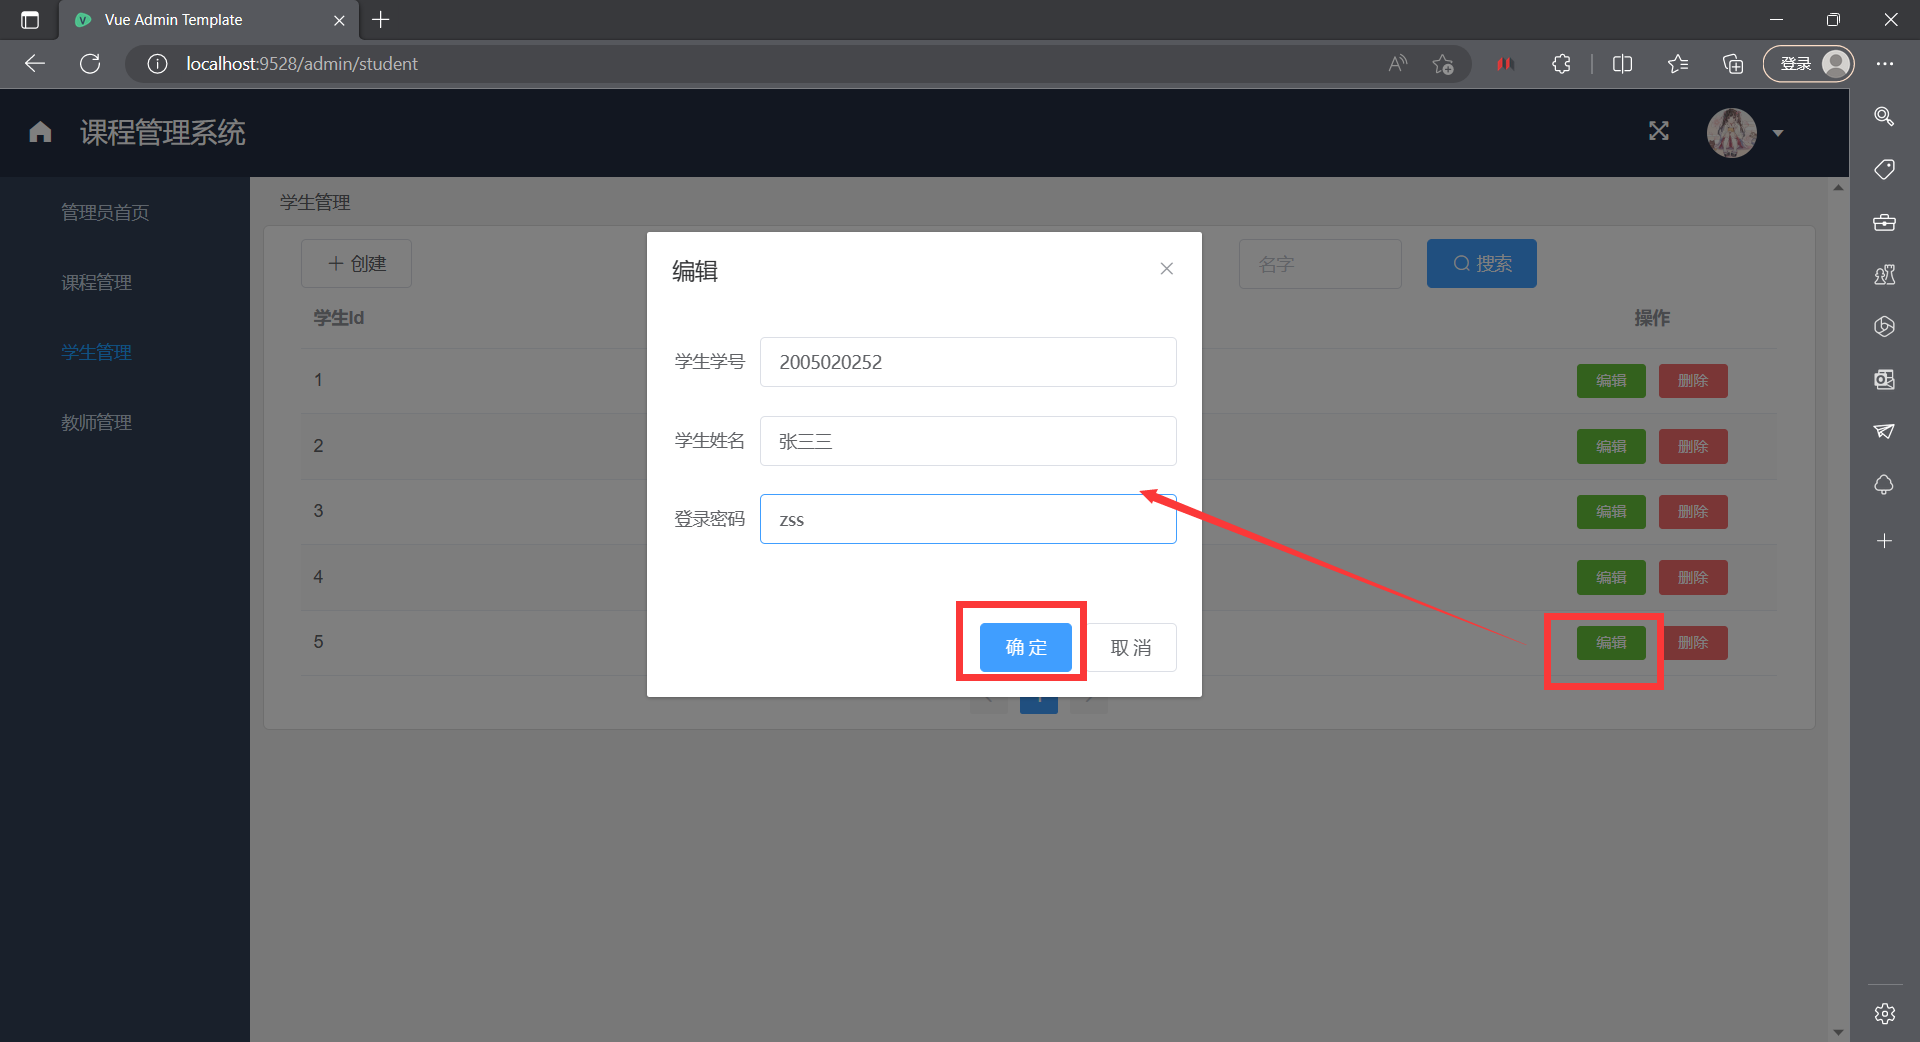 Vue Admin Template
localhost:9528/admin/student
登录
课程管理系统
管理员首页
课程管理
学生管理
教师管理
学生管理
创建
名字
搜索
学生Id
操作
1
编辑
删除
2
编辑
删除
3
编辑
删除
4
编辑
删除
5
编辑
删除
编辑
学生学号
2005020252
学生姓名
张三三
登录密码
zss
确 定
取 消